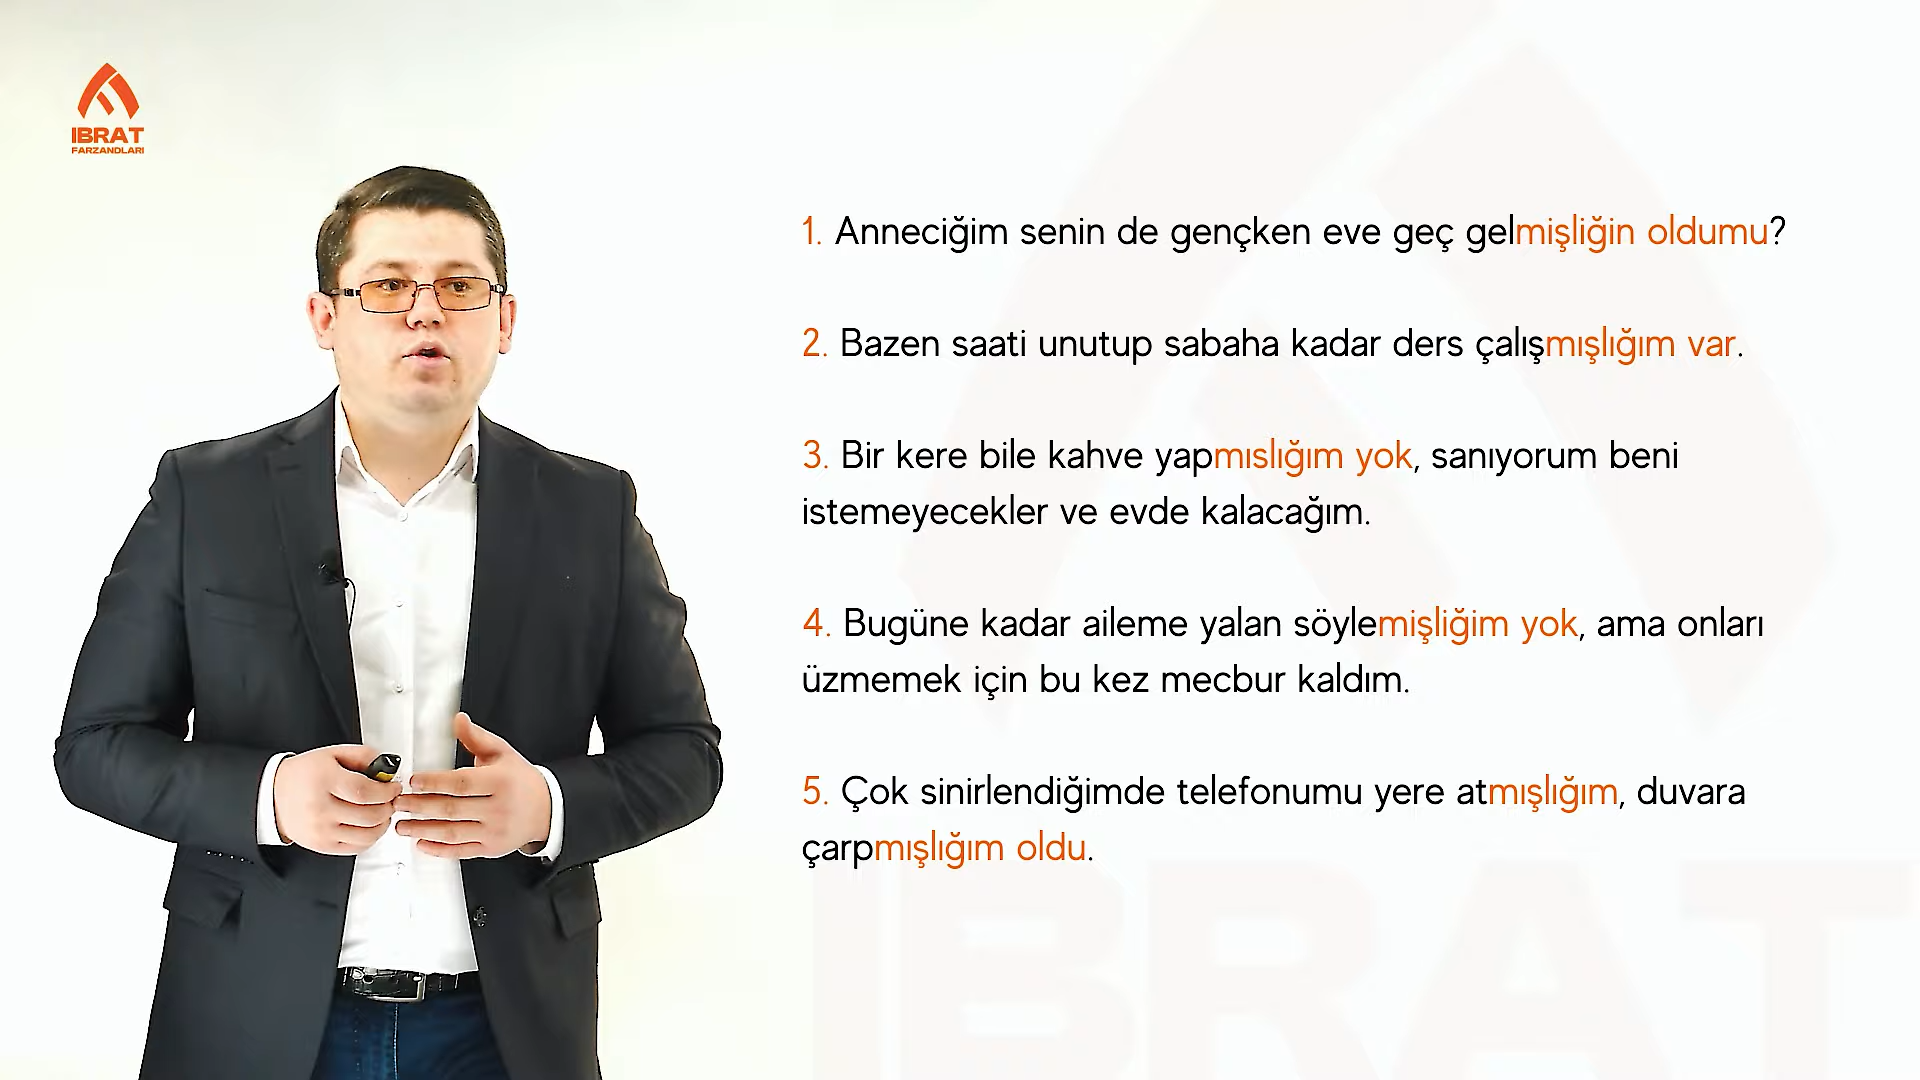 IBRAT
FARZANDLARI
1. Anneciğim senin de gençken eve geç gelmişliğin oldumu?
2. Bazen saati unutup sabaha kadar ders çalışmışlığım var.
3. Bir kere bile kahve yapmıslığım yok, sanıyorum beni
istemeyecekler ve evde kalacağım.
4. Bugüne kadar aileme yalan söylemişliğim yok, ama onları
üzmemek için bu kez mecbur kaldım.
5. Çok sinirlendiğimde telefonumu yere atmışlığım, duvara
çarpmışlığım oldu.
IBRAT